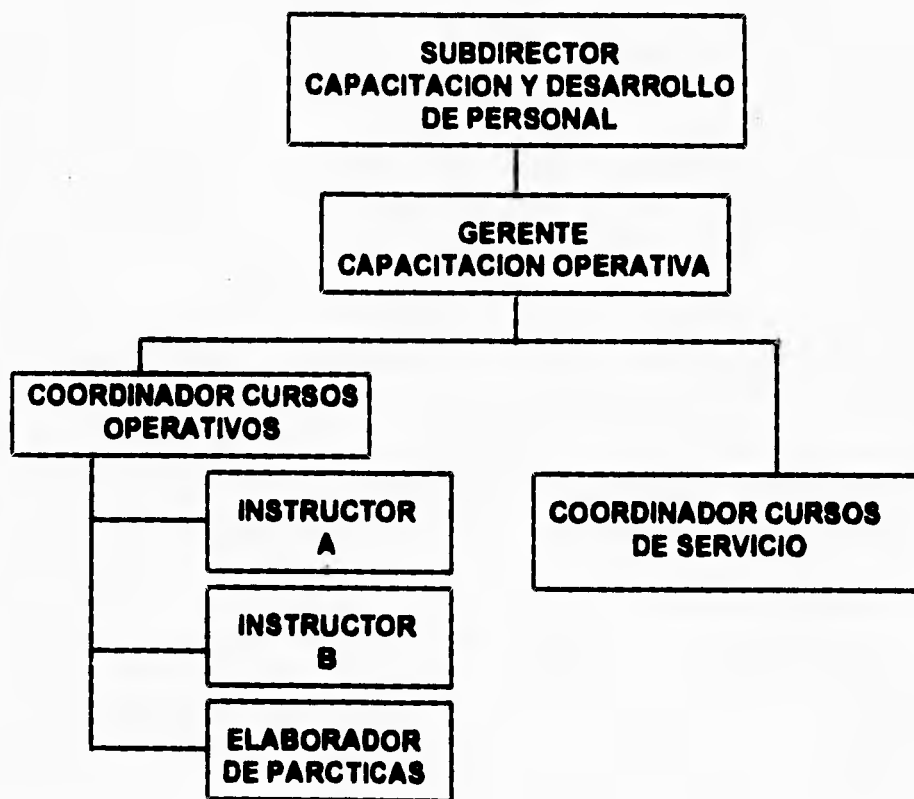 SUBDIRECTOR
CAPACITACION Y DESARROLLO
DE PERSONAL
GERENTE
CAPACITACION OPERATIVA
COORDINADOR CURSOS
OPERATIVOS
INSTRUCTOR
A
COORDINADOR CURSOS
DE SERVICIO
INSTRUCTOR
B
ELABORADOR
DE PARCTICAS